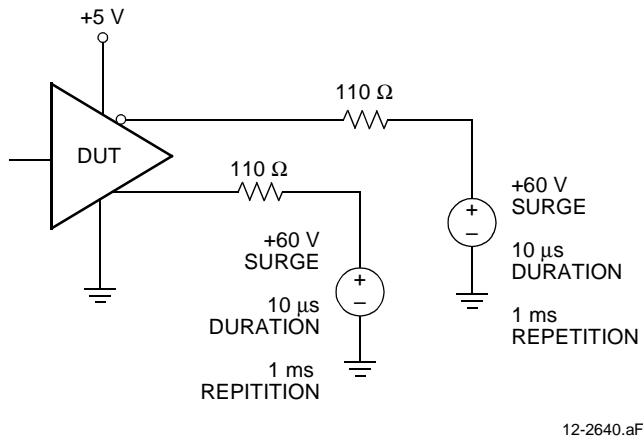 +5 V
110 Ω
DUT
110 Ω
+60 V
SURGE
10 μs
DURATION
1 ms
REPITITION
+60 V
SURGE
10 μs
DURATION
1 ms
REPETITION
12-2640.aF